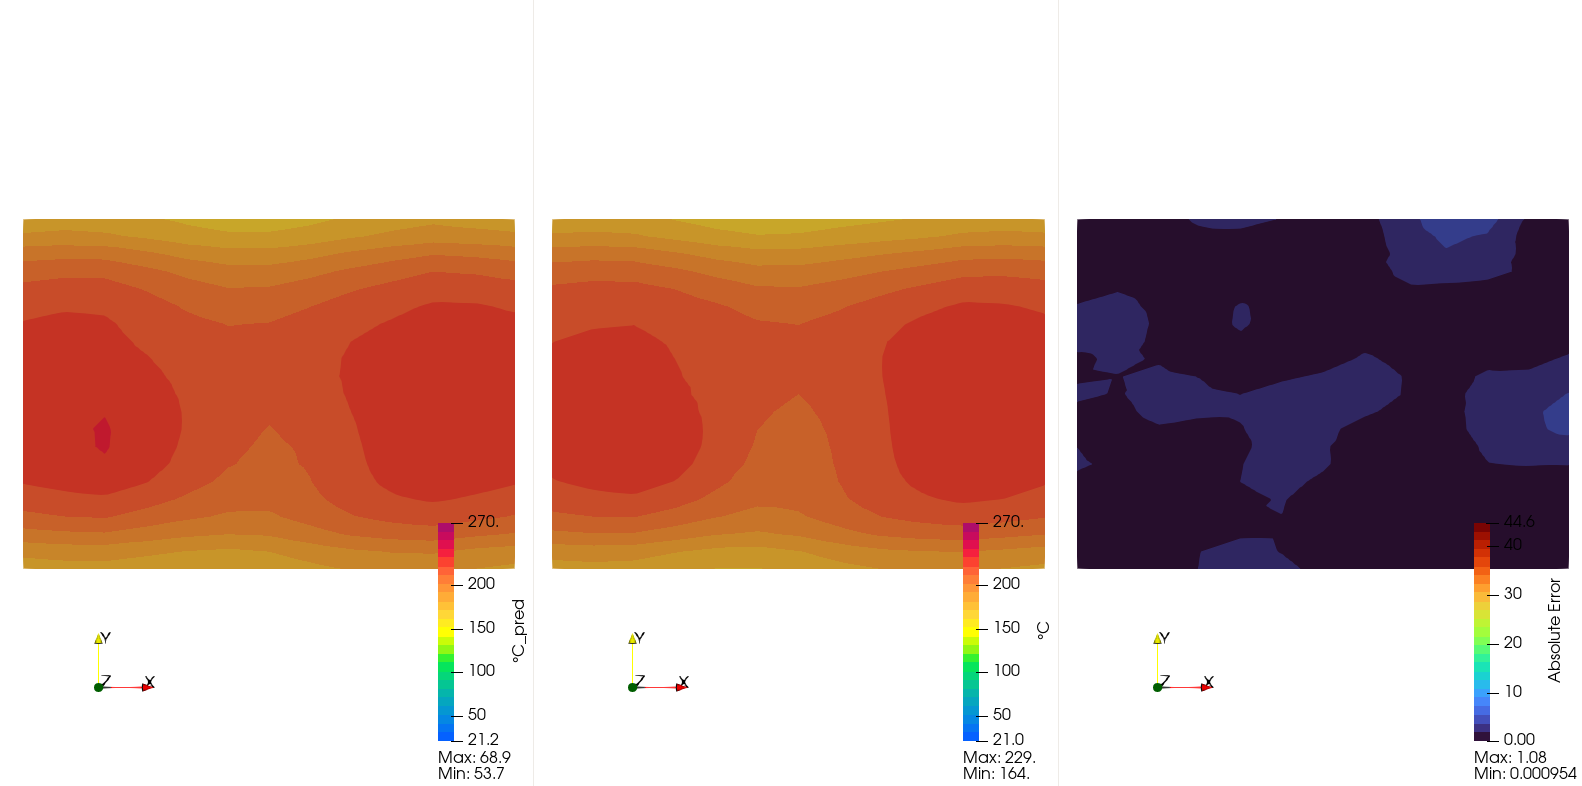 270.
200
150
100
50
21.2
°C_pred
Max: 68.9
Min: 53.7
Y
Z
X
270.
200
150
100
50
21.0
°C
Max: 229.
Min: 164.
Y
Z
X
44.6
40
30
20
10
0.00
Absolute Error
Max: 1.08
Min: 0.000954
Y
Z
X